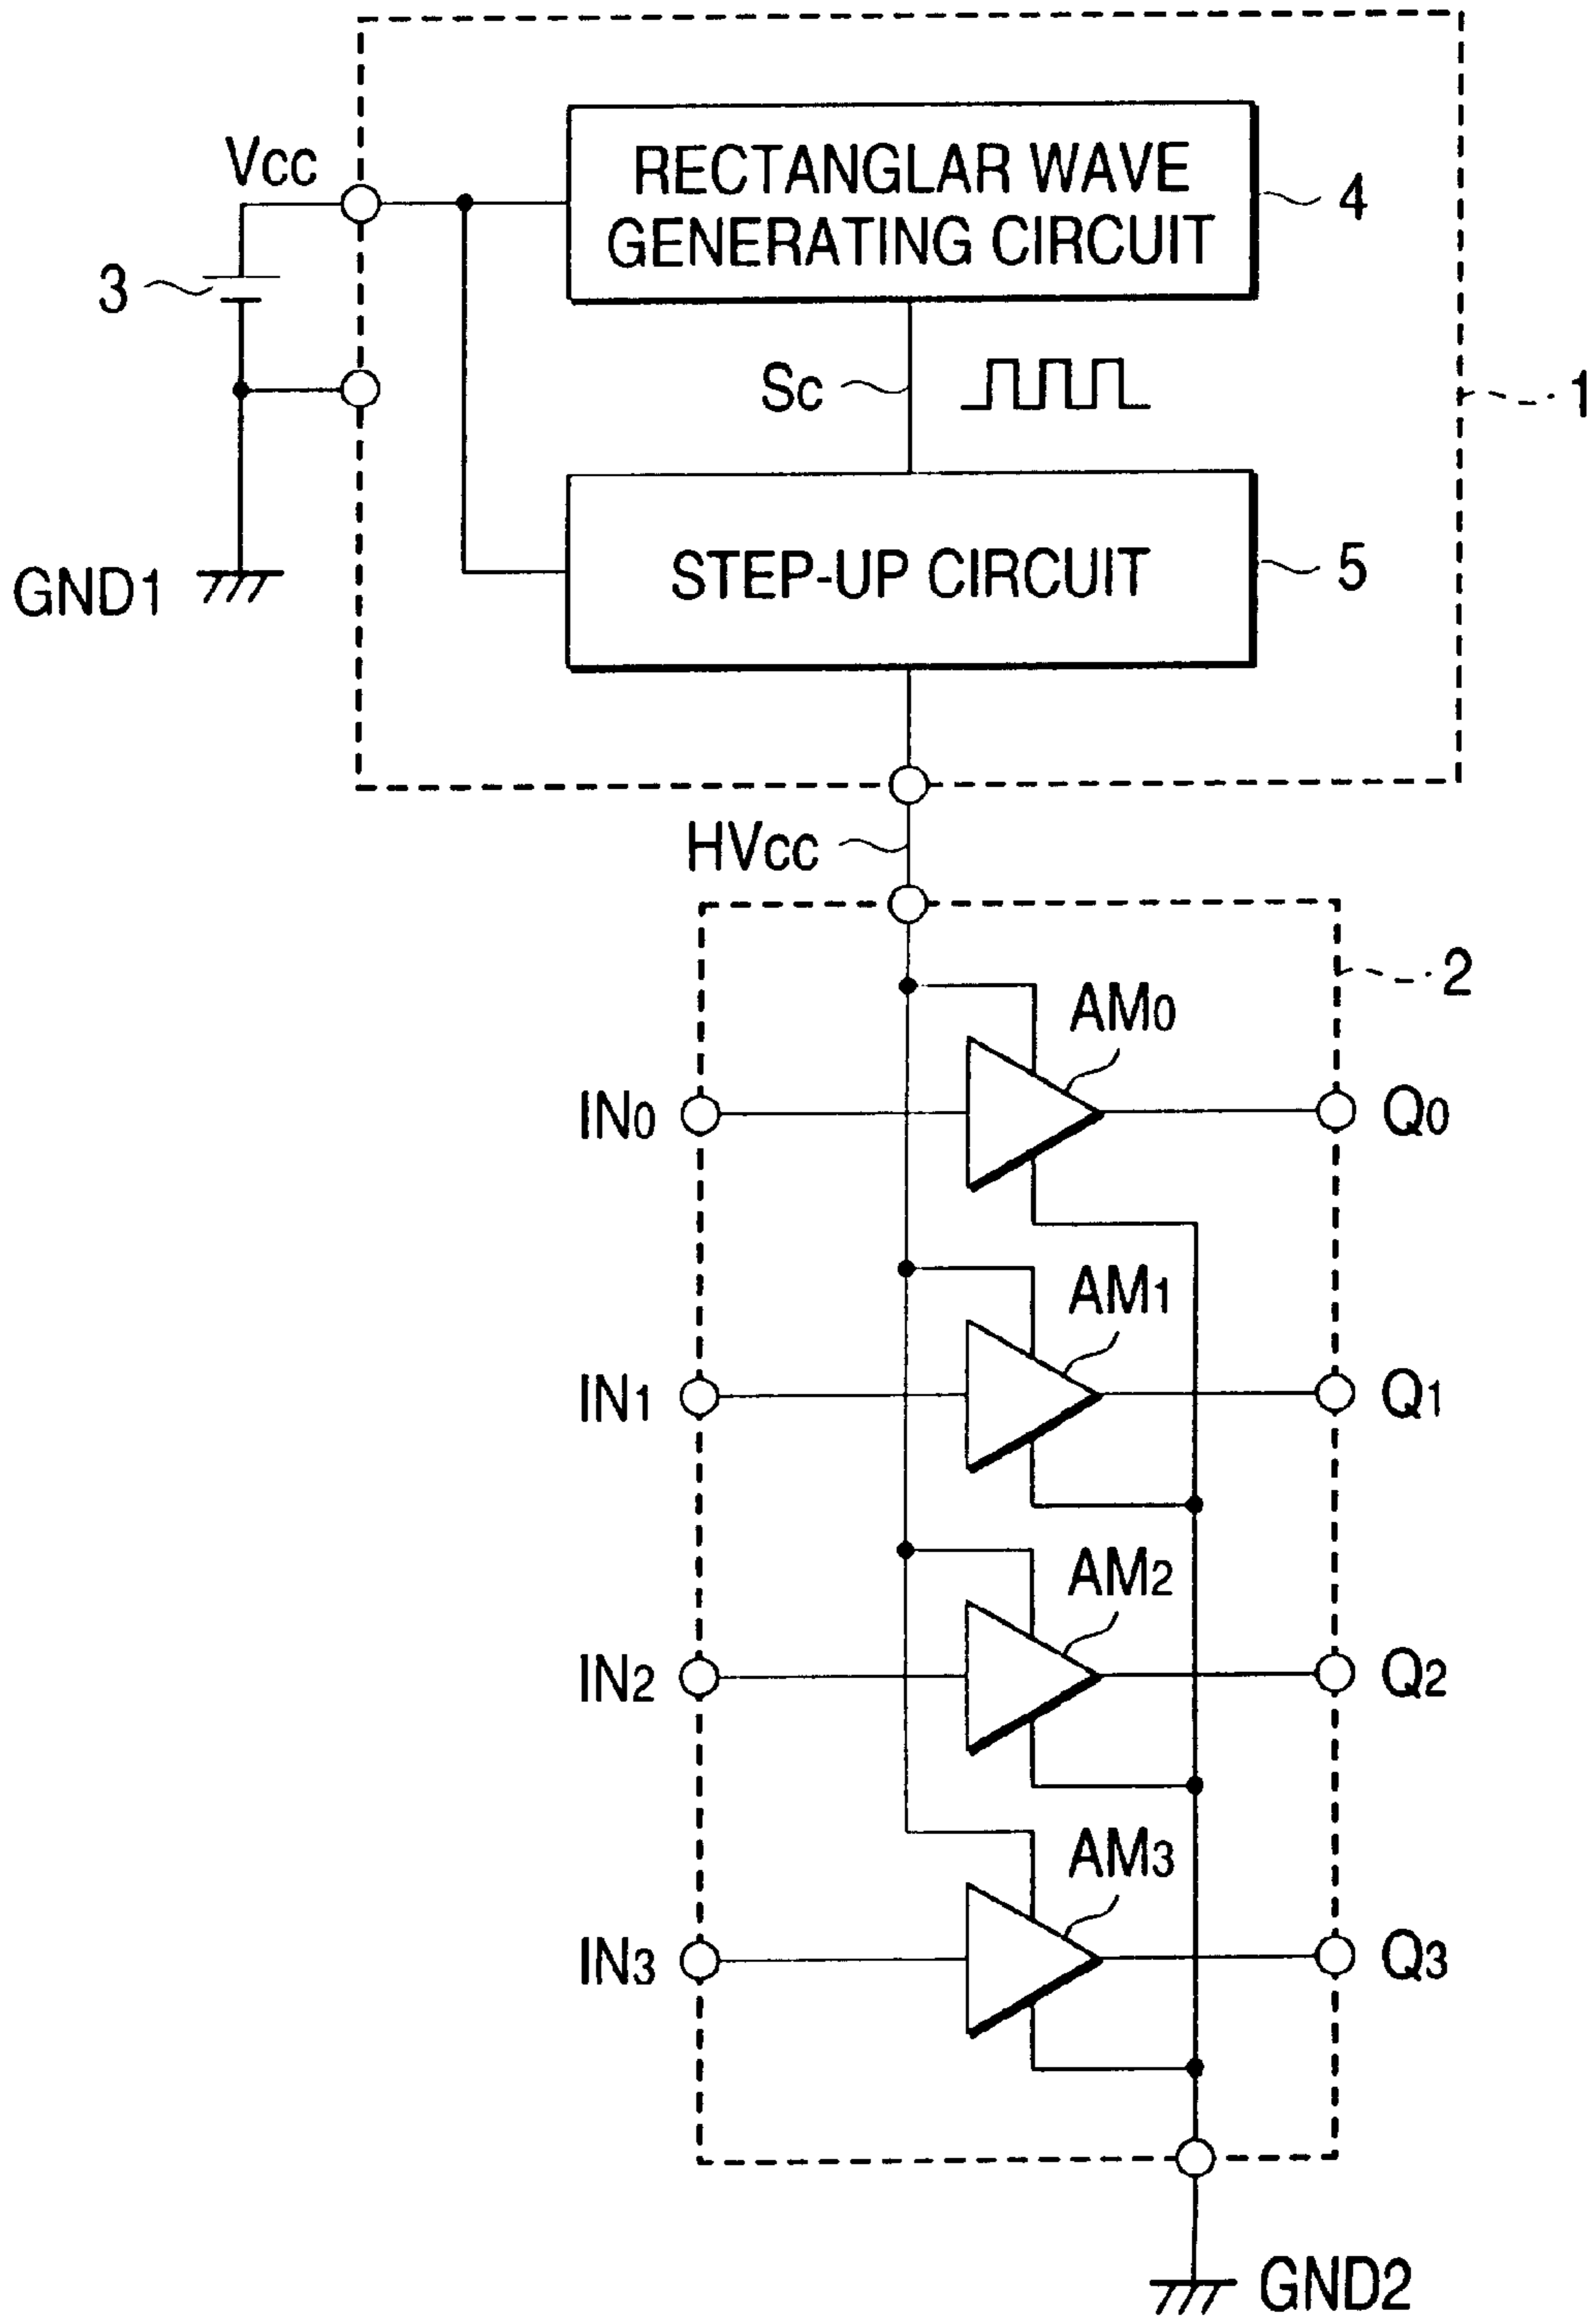 Vcc
RECTANGLAR WAVE
GENERATING CIRCUIT
4
3
Sc
1
GND1
STEP-UP CIRCUIT
5
HVcc
2
AM0
IN0
Q0
AM1
IN1
Q1
AM2
IN2
Q2
AM3
IN3
Q3
GND2